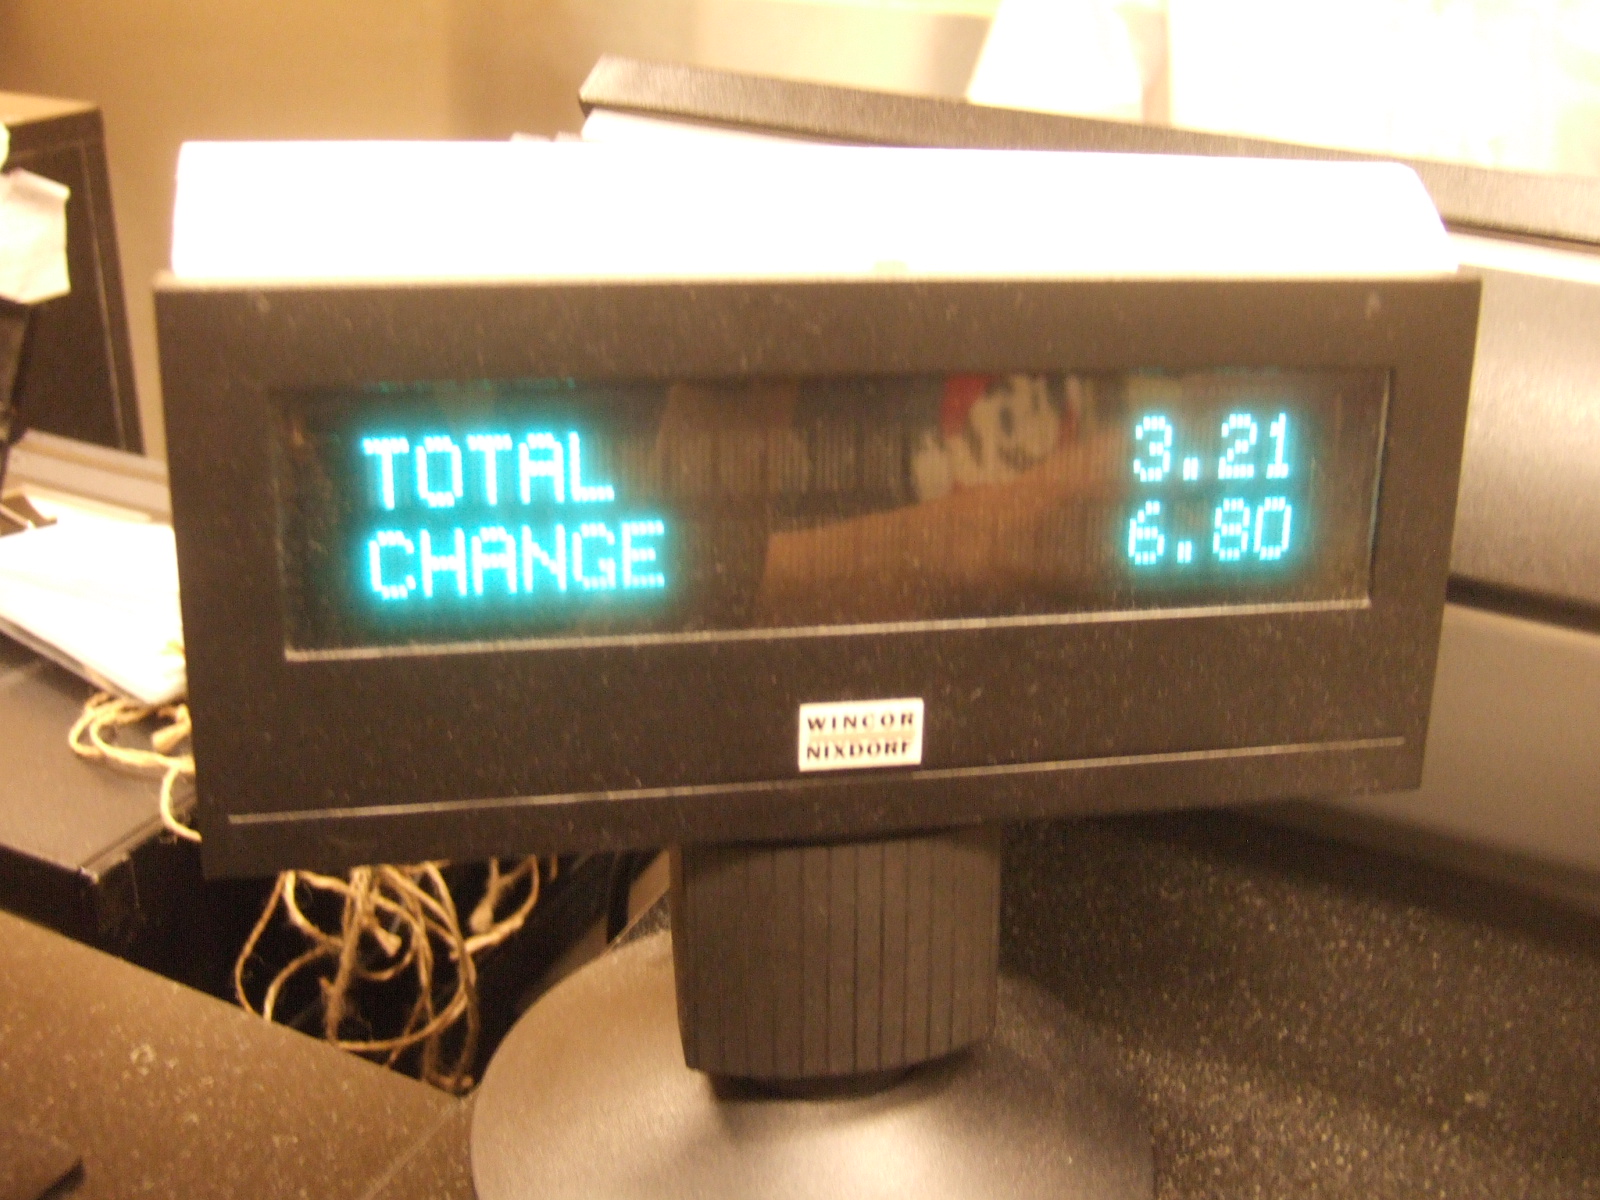 TOTAL 3.21
CHANGE 6.80
WINCOR
NIXDORF